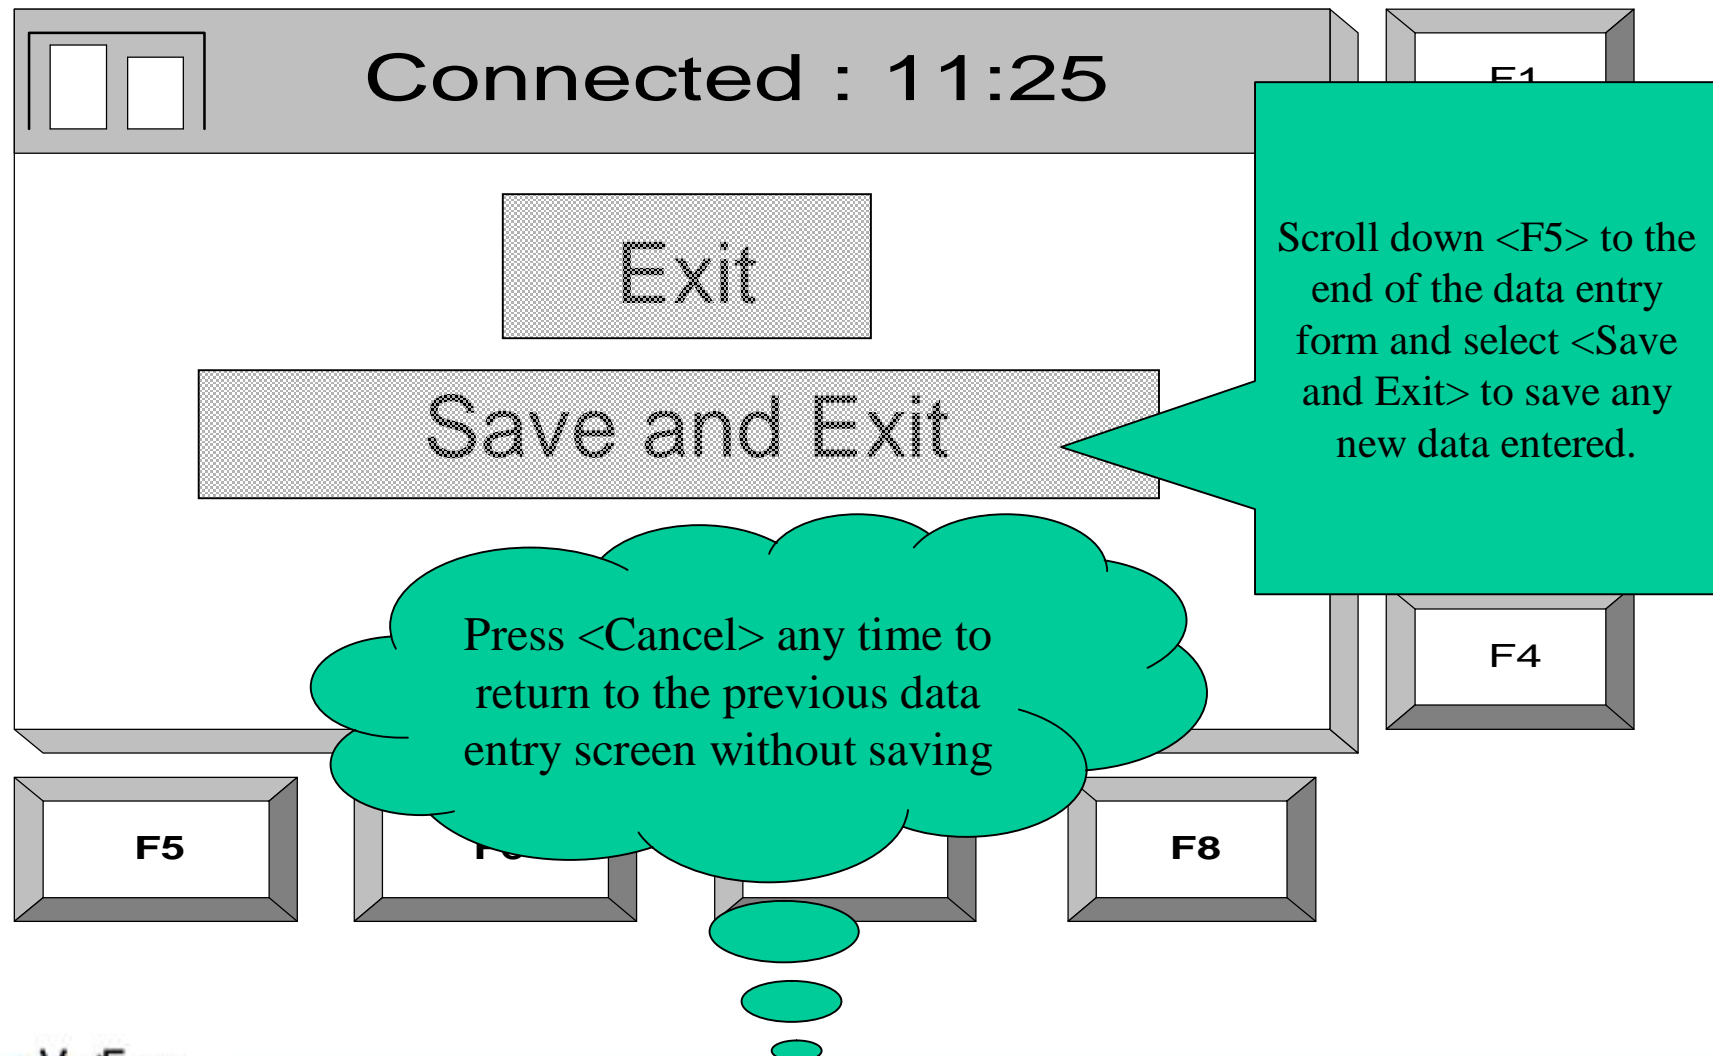 Connected : 11:25
F1
Exit
Save and Exit
Scroll down <F5> to the
end of the data entry
form and select <Save
and Exit> to save any
new data entered.
Press <Cancel> any time to
return to the previous data
entry screen without saving
F4
F5
F8